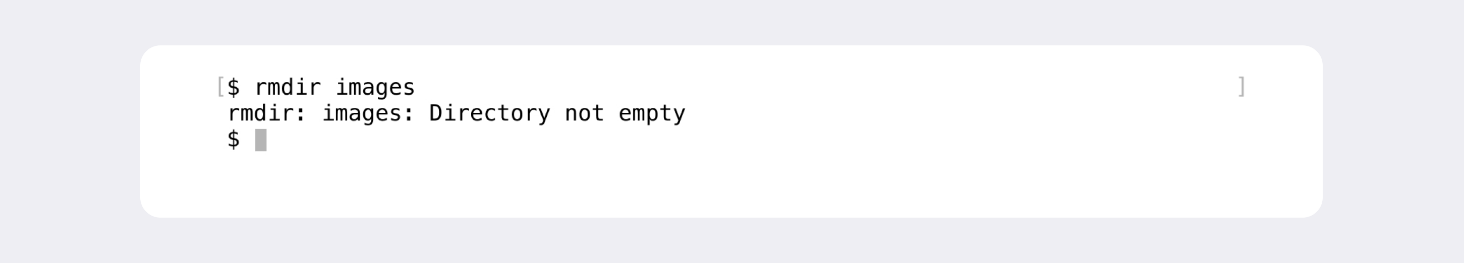 [$ rmdir images ]
rmdir: images: Directory not empty
$